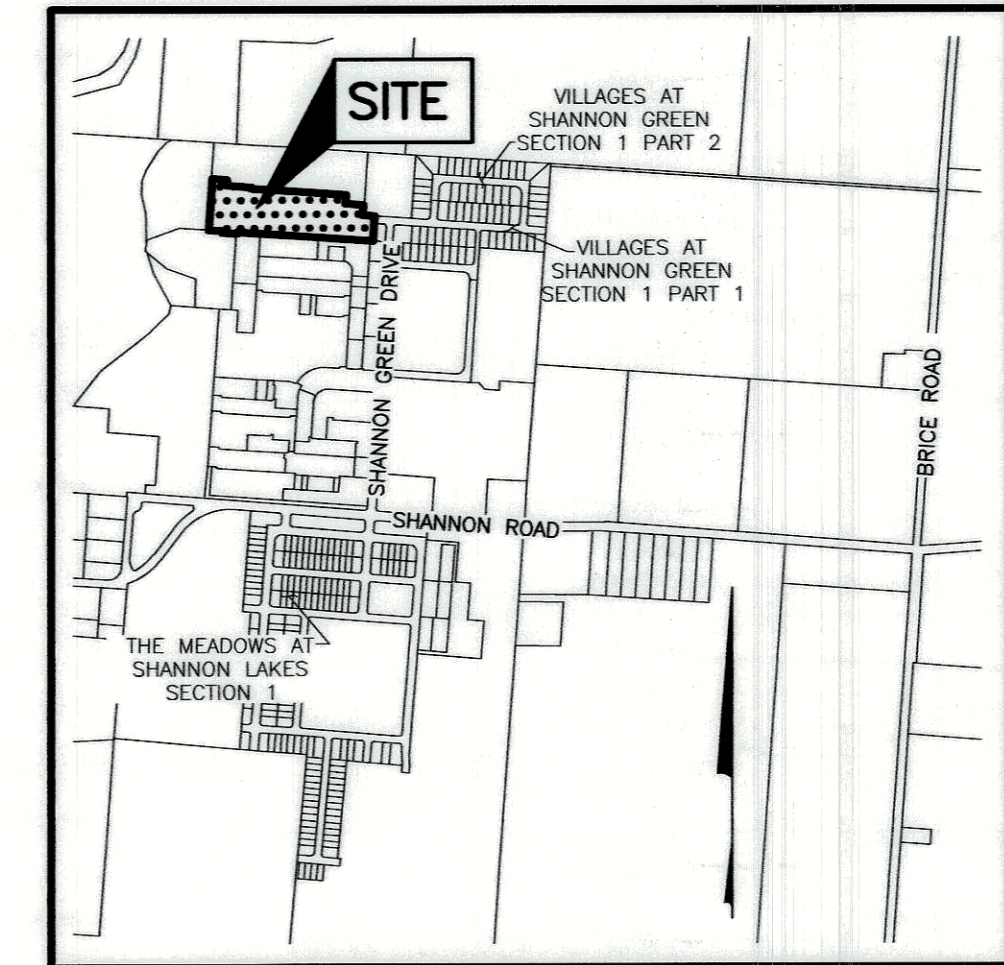 SITE
VILLAGES AT
SHANNON GREEN
SECTION 1 PART 2
VILLAGES AT
SHANNON GREEN
SECTION 1 PART 1
SHANNON GREEN DRIVE
BRICE ROAD
SHANNON ROAD
THE MEADOWS AT
SHANNON LAKES
SECTION 1